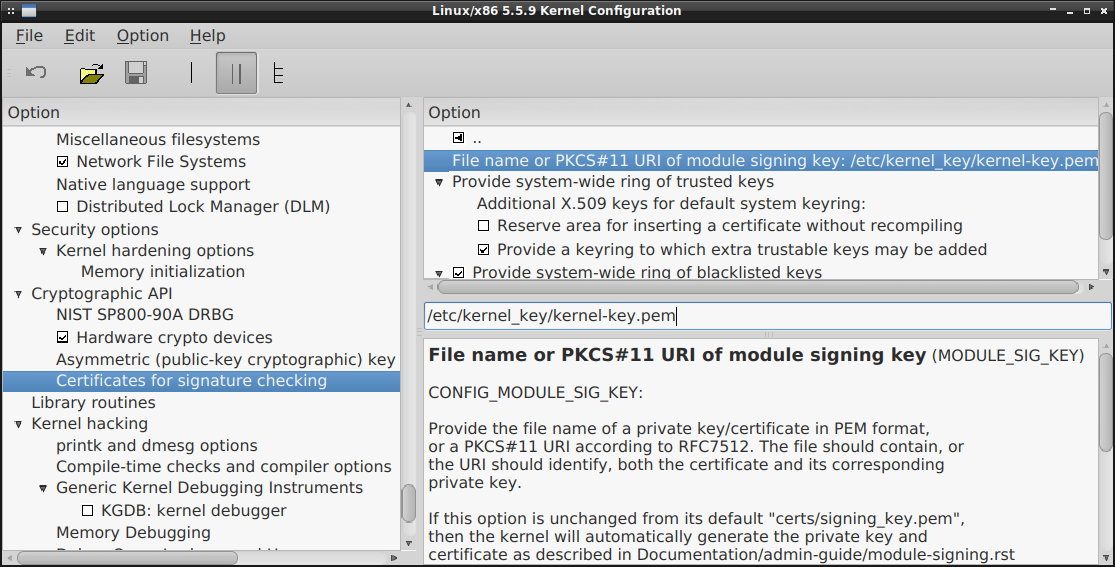 Linux/x86 5.5.9 Kernel Configuration
File Edit Option Help
Option
Miscellaneous filesystems
Network File Systems
Native language support
Distributed Lock Manager (DLM)
Security options
Kernel hardening options
Memory initialization
Cryptographic API
NIST SP800-90A DRBG
Hardware crypto devices
Asymmetric (public-key cryptographic) key
Certificates for signature checking
Library routines
Kernel hacking
printk and dmesg options
Compile-time checks and compiler options
Generic Kernel Debugging Instruments
KGDB: kernel debugger
Memory Debugging
Option
..
File name or PKCS#11 URI of module signing key: /etc/kernel_key/kernel-key.pem
Provide system-wide ring of trusted keys
Additional X.509 keys for default system keyring:
Reserve area for inserting a certificate without recompiling
Provide a keyring to which extra trustable keys may be added
Provide system-wide ring of blacklisted keys
/etc/kernel_key/kernel-key.pem
File name or PKCS#11 URI of module signing key (MODULE_SIG_KEY)
CONFIG_MODULE_SIG_KEY:
Provide the file name of a private key/certificate in PEM format,
or a PKCS#11 URI according to RFC7512. The file should contain, or
the URI should identify, both the certificate and its corresponding
private key.
If this option is unchanged from its default "certs/signing_key.pem",
then the kernel will automatically generate the private key and
certificate as described in Documentation/admin-guide/module-signing.rst